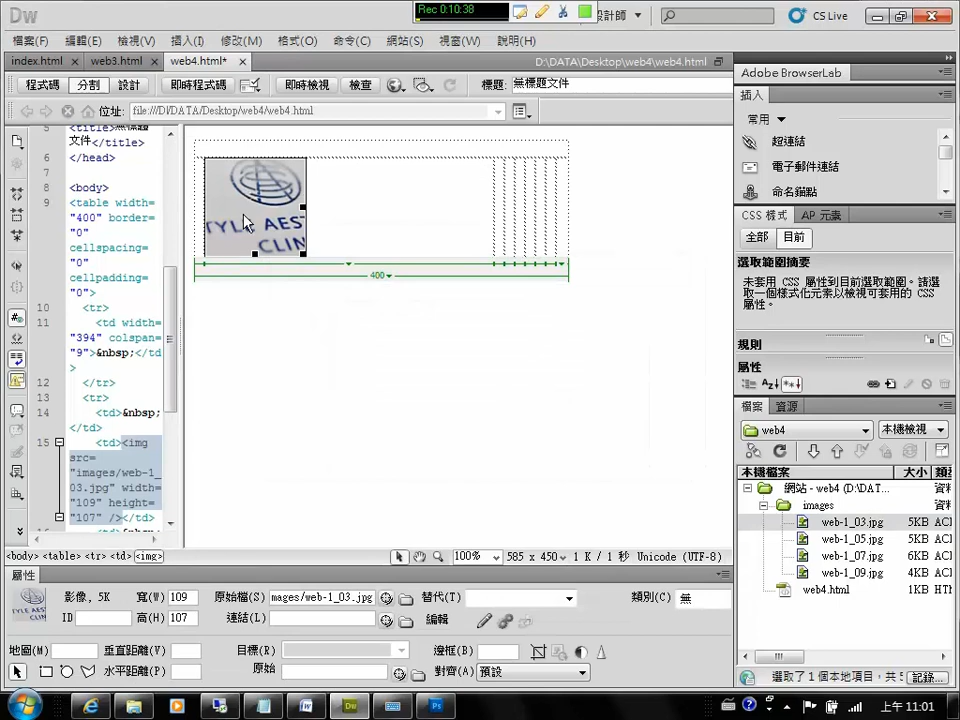 Rec 0:10:38
設計師
CS Live
檔案(F) 編輯(E) 檢視(V) 插入(I) 修改(M) 格式(O) 命令(C) 網站(S) 視窗(W) 說明(H)
index.html web3.html web4.html* D:\DATA\Desktop\web4\web4.html
程式碼 分割 設計 即時程式碼 即時檢視 檢查 標題: 無標題文件
位址: file:///D|/DATA/Desktop/web4/web4.html
5 <title>無標題
文件</title>
6 </head>
7
8 <body>
9 <table width=
"400" border=
"0"
cellspacing=
"0"
cellpadding=
"0">
10 <tr>
11 <td width=
"394" colspan=
"9">&nbsp;</td
>
12 </tr>
13 <tr>
14 <td>&nbsp;
</td>
15 <td><img
src=
"images/web-1_
03.jpg" width=
"109" height=
"107" /></td>
TYLE AES
CLIN
400
Adobe BrowserLab
插入
常用
超連結
電子郵件連結
命名錨點
CSS 樣式 AP 元素
全部 目前
選取範圍摘要
未套用 CSS 屬性到目前選取範圍。請選
取一個樣式化元素以檢視可套用的 CSS
屬性。
規則
屬性
檔案 資源
web4 本機檢視
本機檔案 大小
網站 - web4 (D:\DAT...
images
web-1_03.jpg 5KB
web-1_05.jpg 5KB
web-1_07.jpg 6KB
web-1_09.jpg 4KB
web4.html 1KB
選取了 1 個本地項目，共 : 記錄...
<body> <table> <tr> <td> <img> 100% 585 x 450 1 K / 1 秒 Unicode (UTF-8)
屬性
影像, 5K 寬(W) 109 原始檔(S) mages/web-1_03.jpg 替代(T) 類別(C) 無
ID 高(H) 107 連結(L) 編輯
地圖(M) 垂直距離(V) 目標(R) 邊框(B)
水平距離(P) 原始 對齊(G) 預設
上午 11:01